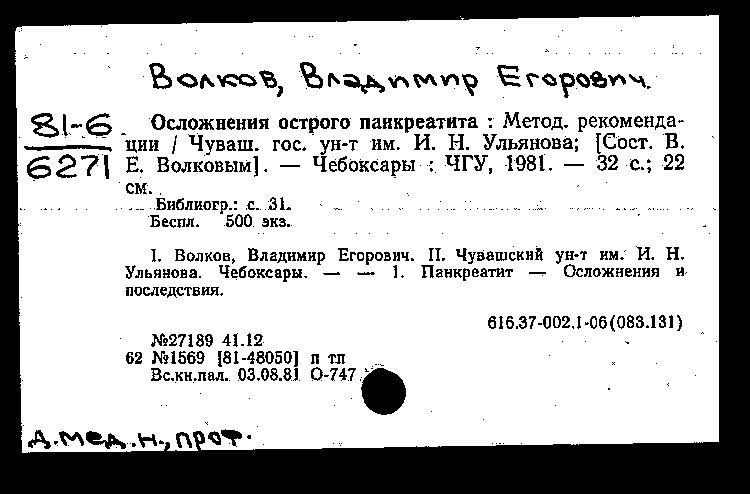 Волков, Владимир Егорович.
81-6
6271
Осложнения острого панкреатита : Метод. рекоменда-
ции / Чуваш. гос. ун-т им. И. Н. Ульянова; [Сост. В.
Е. Волковым]. — Чебоксары : ЧГУ, 1981. — 32 с.; 22
см.
Библиогр.: с. 31.
Беспл. 500 экз.
I. Волков, Владимир Егорович. II. Чувашский ун-т им. И. Н.
Ульянова. Чебоксары. — — 1. Панкреатит — Осложнения и
последствия.
616.37-002.1-06(083.131)
№27189 41.12
62 №1569 [81-48050] п тп
Вс.кн.пал. 03.08.81 О-747
д.мед.н., проф.